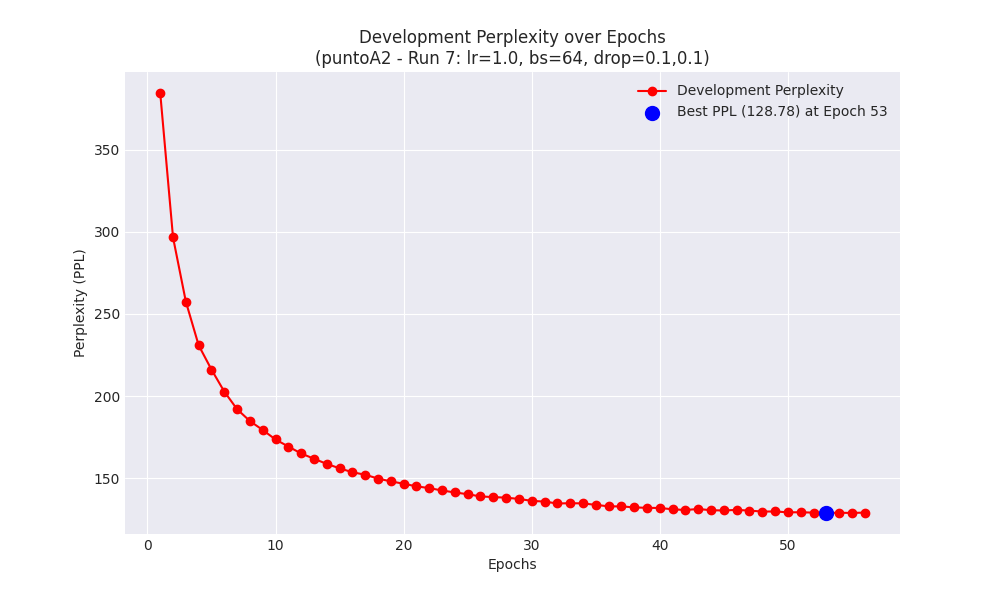 Development Perplexity over Epochs
(puntoA2 - Run 7: lr=1.0, bs=64, drop=0.1,0.1)
Development Perplexity
Best PPL (128.78) at Epoch 53
Perplexity (PPL)
350
300
250
200
150
0 10 20 30 40 50
Epochs